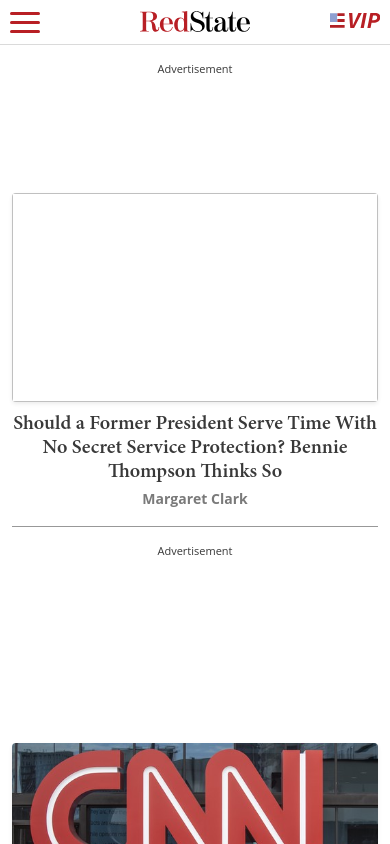 RedState
VIP
Advertisement
Should a Former President Serve Time With
No Secret Service Protection? Bennie
Thompson Thinks So
Margaret Clark
Advertisement
CNN